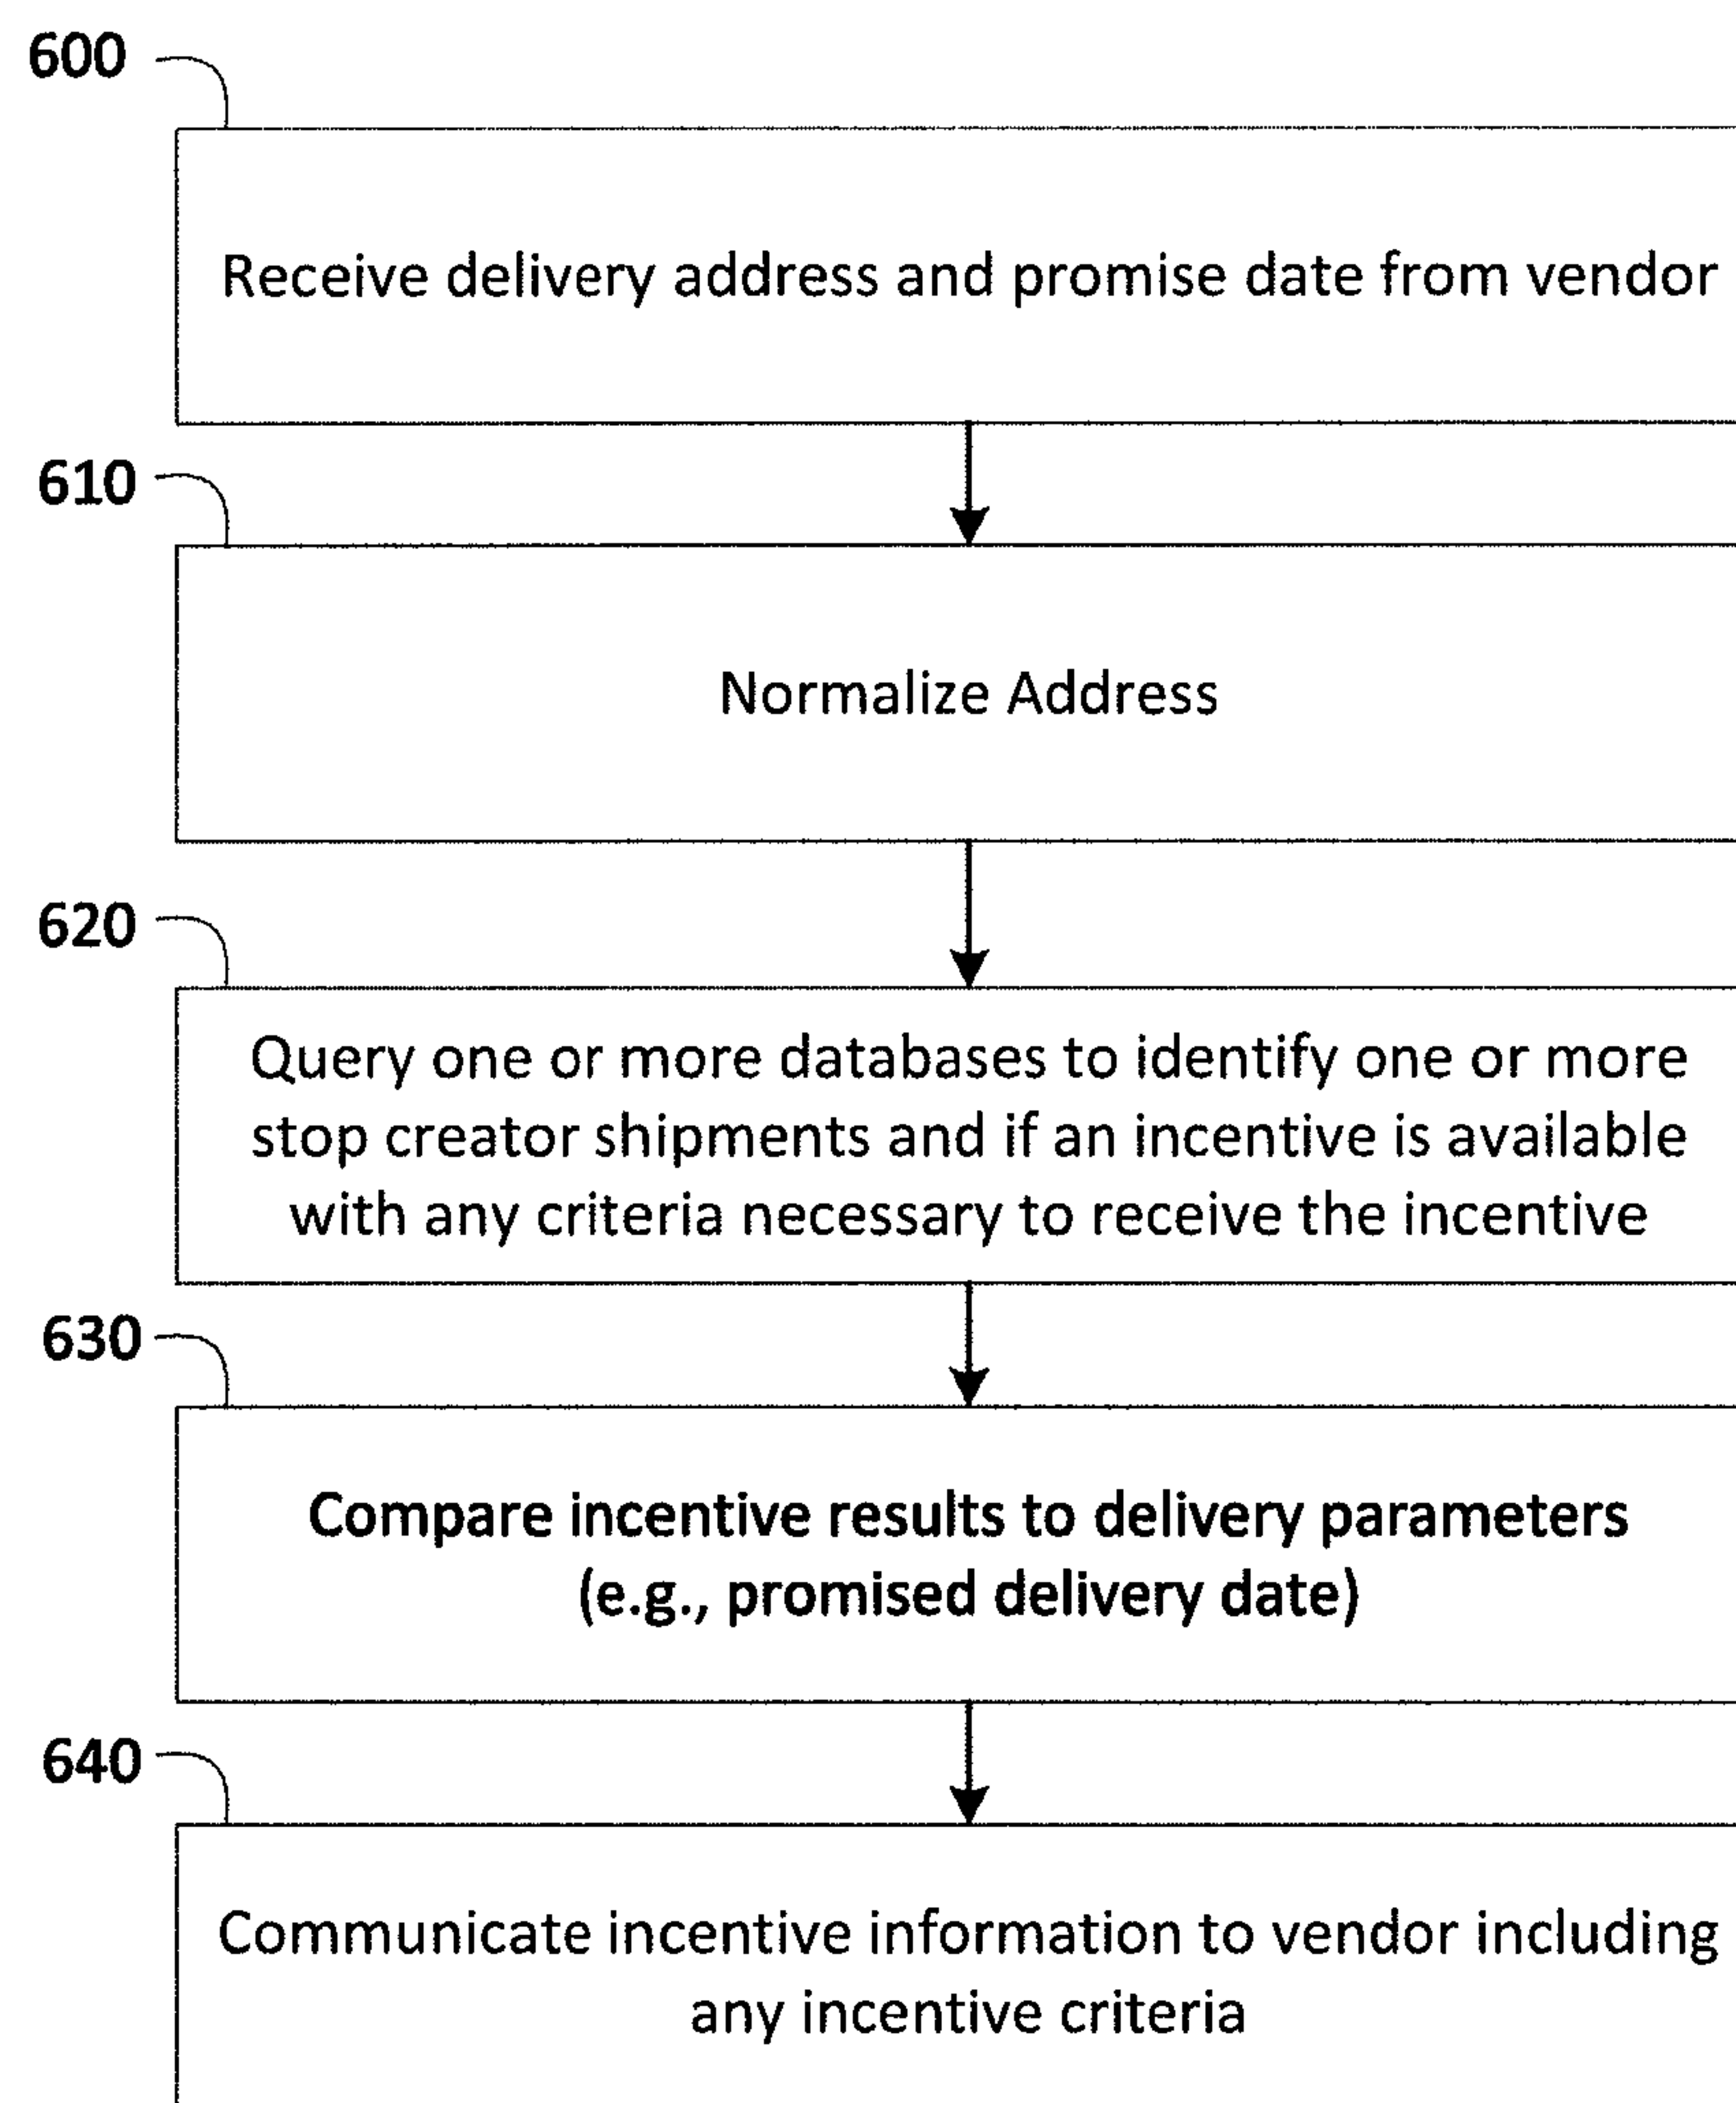 600
Receive delivery address and promise date from vendor
610
Normalize Address
620
Query one or more databases to identify one or more
stop creator shipments and if an incentive is available
with any criteria necessary to receive the incentive
630
Compare incentive results to delivery parameters
(e.g., promised delivery date)
640
Communicate incentive information to vendor including
any incentive criteria